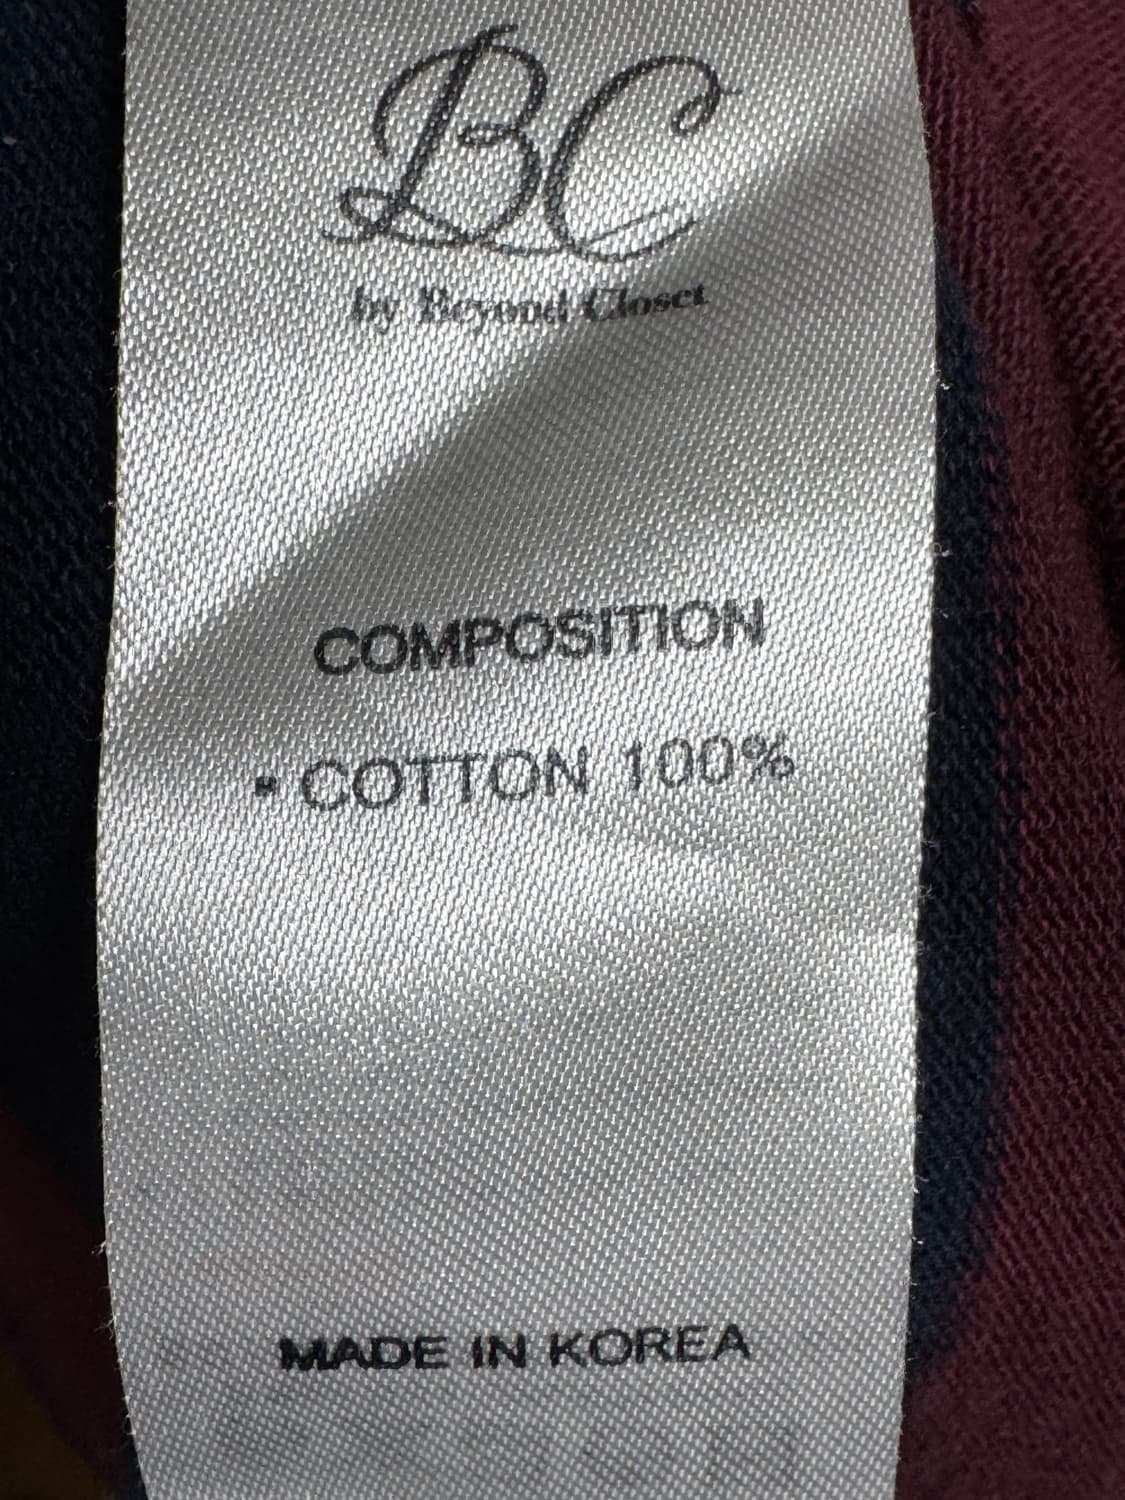 BC
by Beyond Closet
COMPOSITION
▪ COTTON 100%
MADE IN KOREA